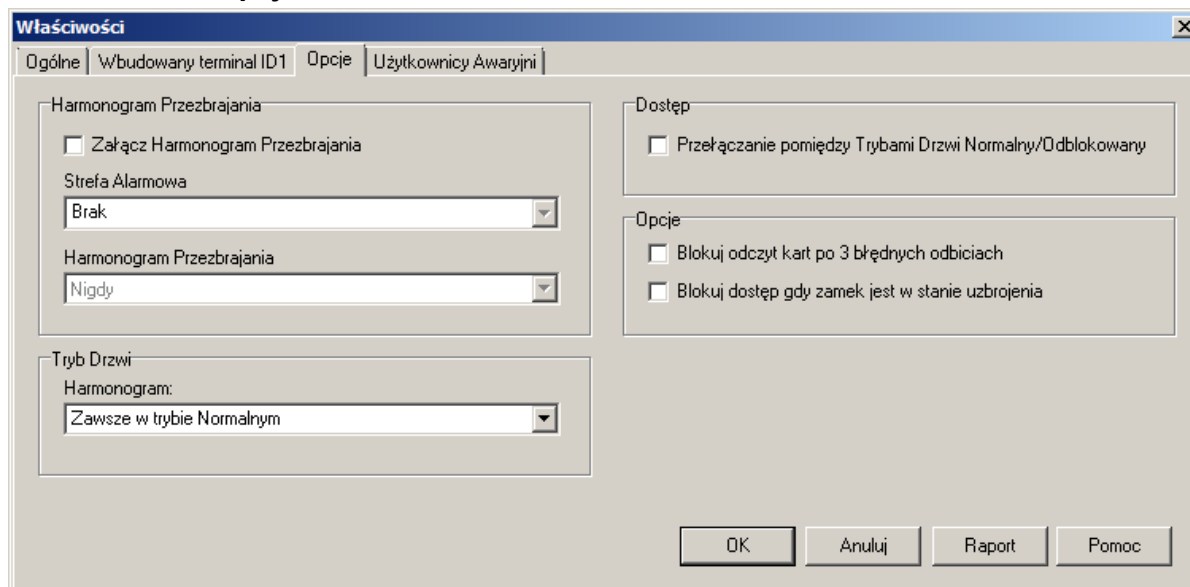 Właściwości
Ogólne Wbudowany terminal ID1 Opcje Użytkownicy Awaryjni
Harmonogram Przezbrajania
Załącz Harmonogram Przezbrajania
Strefa Alarmowa
Brak
Harmonogram Przezbrajania
Nigdy
Tryb Drzwi
Harmonogram:
Zawsze w trybie Normalnym
Dostęp
Przełączanie pomiędzy Trybami Drzwi Normalny/Odblokowany
Opcje
Blokuj odczyt kart po 3 błędnych odbiciach
Blokuj dostęp gdy zamek jest w stanie uzbrojenia
OK Anuluj Raport Pomoc